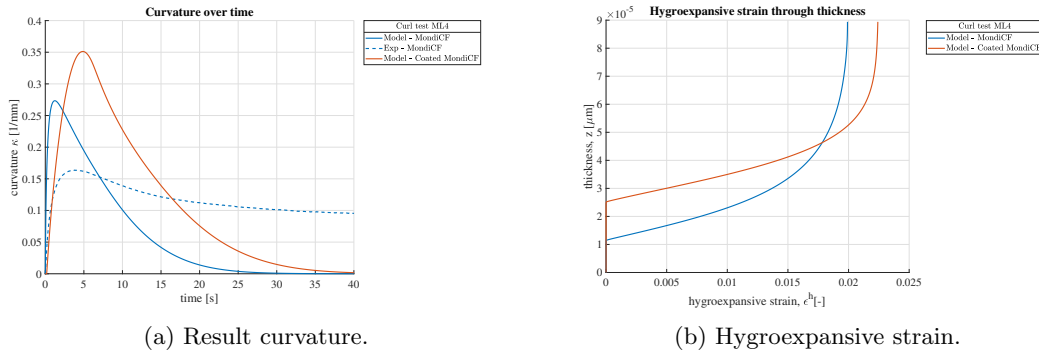 Curvature over time
Curl test ML4
Model - MondiCF
Exp - MondiCF
Model - Coated MondiCF
curvature κ [1/mm]
0.4
0.35
0.3
0.25
0.2
0.15
0.1
0.05
0
0 5 10 15 20 25 30 35 40
time [s]
(a) Result curvature.
Hygroexpansive strain through thickness
×10⁻⁵
Curl test ML4
Model - MondiCF
Model - Coated MondiCF
thickness, z [μm]
9
8
7
6
5
4
3
2
1
0
0 0.005 0.01 0.015 0.02 0.025
hygroexpansive strain, ϵʰ[-]
(b) Hygroexpansive strain.